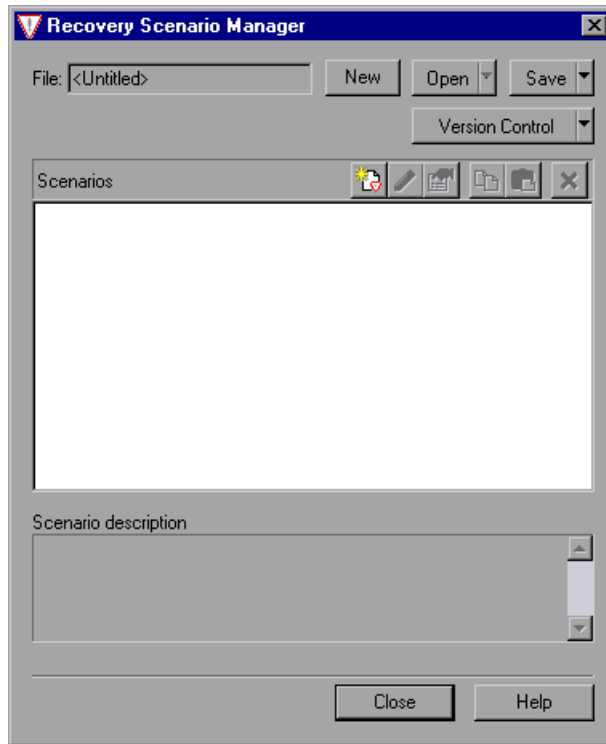 Recovery Scenario Manager
File: <Untitled> New Open Save
Version Control
Scenarios
Scenario description
Close Help